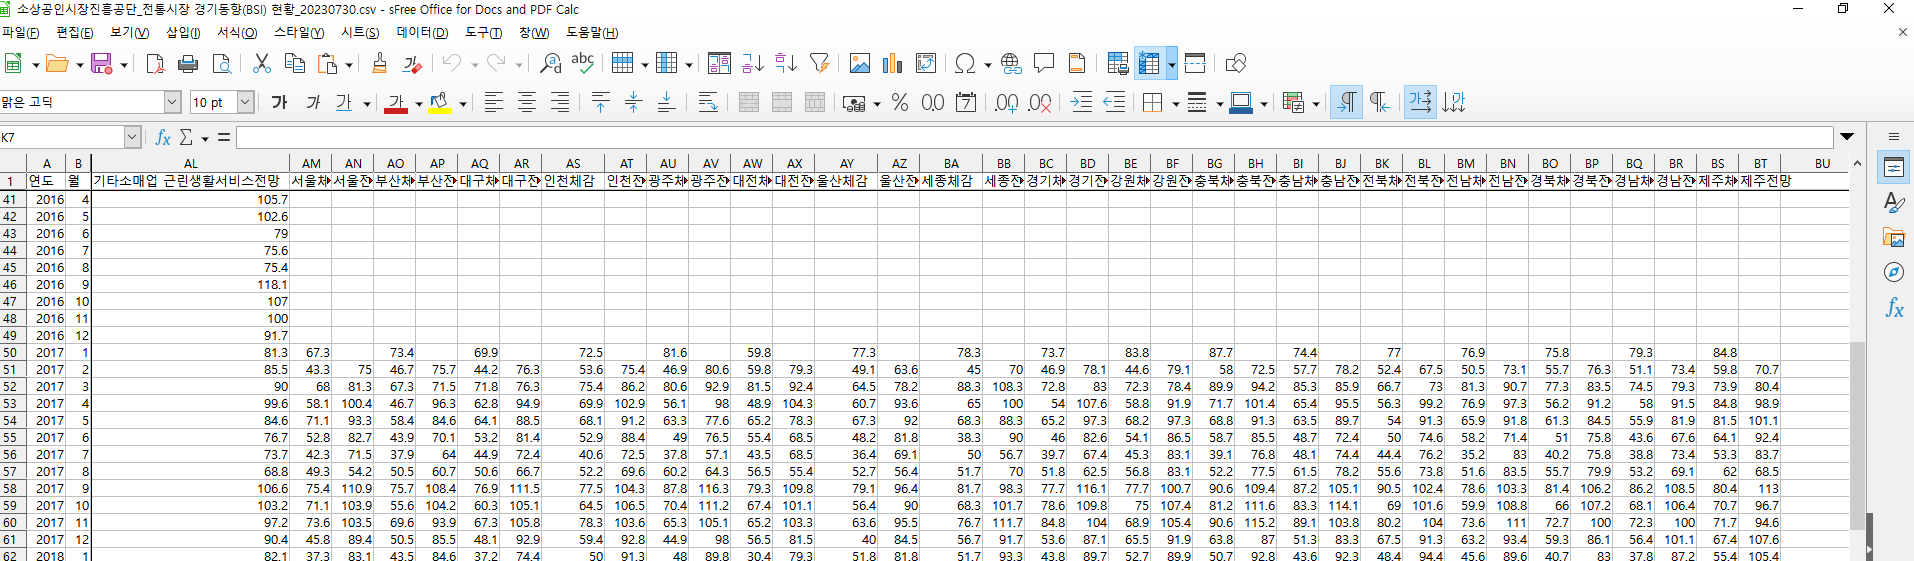 소상공인시장진흥공단_전통시장 경기동향(BSI) 현황_20230730.csv - sFree Office for Docs and PDF Calc
파일(F) 편집(E) 보기(V) 삽입(I) 서식(O) 스타일(Y) 시트(S) 데이터(D) 도구(T) 창(W) 도움말(H)
맑은 고딕 10 pt 가 가 가 가
K7
A B AL AM AN AO AP AQ AR AS AT AU AV AW AX AY AZ BA BB BC BD BE BF BG BH BI BJ BK BL BM BN BO BP BQ BR BS BT BU
1 연도 월 기타소매업 근린생활서비스전망 서울체 서울전 부산체 부산전 대구체 대구전 인천체감 인천전 광주체 광주전 대전체 대전전 울산체감 울산전 세종체감 세종전 경기체 경기전 강원체 강원전 충북체 충북전 충남체 충남전 전북체 전북전 전남체 전남전 경북체 경북전 경남체 경남전 제주체 제주전망
41 2016 4 105.7
42 2016 5 102.6
43 2016 6 79
44 2016 7 75.6
45 2016 8 75.4
46 2016 9 118.1
47 2016 10 107
48 2016 11 100
49 2016 12 91.7
50 2017 1 81.3 67.3 73.4 69.9 72.5 81.6 59.8 77.3 78.3 73.7 83.8 87.7 74.4 77 76.9 75.8 79.3 84.8
51 2017 2 85.5 43.3 75 46.7 75.7 44.2 76.3 53.6 75.4 46.9 80.6 59.8 79.3 49.1 63.6 45 70 46.9 78.1 44.6 79.1 58 72.5 57.7 78.2 52.4 67.5 50.5 73.1 55.7 76.3 51.1 73.4 59.8 70.7
52 2017 3 90 68 81.3 67.3 71.5 71.8 76.3 75.4 86.2 60.8 92.9 81.5 92.4 64.5 78.2 88.3 108.3 72.8 83 72.3 78.4 89.9 94.2 85.3 85.9 66.7 73 81.3 90.7 77.3 83.5 74.5 79.3 73.9 80.4
53 2017 4 99.6 58.1 100.4 46.7 96.3 62.8 94.9 69.9 102.9 56.1 98 48.9 104.3 60.7 93.6 65 100 54 107.6 58.8 91.9 71.7 101.4 65.4 95.5 56.3 99.2 76.9 97.3 56.2 91.2 58 91.5 84.8 98.9
54 2017 5 84.6 71.1 93.3 58.4 84.6 64.1 88.5 68.1 91.2 63.3 77.6 65.2 78.3 67.3 92 68.3 88.3 65.2 97.3 68.2 97.3 68.8 91.3 63.5 89.7 54 91.3 65.9 91.8 61.3 84.5 55.9 81.9 81.5 101.1
55 2017 6 76.7 52.8 82.7 43.9 70.1 53.2 81.4 52.9 88.4 49 76.5 55.4 68.5 48.2 81.8 38.3 90 46 82.6 54.1 86.5 58.7 85.5 48.7 72.4 50 74.6 58.2 71.4 51 75.8 43.6 67.6 64.1 92.4
56 2017 7 73.7 42.3 71.5 37.9 64 44.9 72.4 40.6 72.5 37.8 57.1 43.5 68.5 36.4 69.1 50 56.7 39.7 67.4 45.3 83.1 39.1 76.8 48.1 74.4 44.4 76.2 35.2 83 40.2 75.8 38.8 73.4 53.3 83.7
57 2017 8 68.8 49.3 54.2 50.5 60.7 50.6 66.7 52.2 69.6 60.2 64.3 56.5 55.4 52.7 56.4 51.7 70 51.8 62.5 56.8 83.1 52.2 77.5 61.5 78.2 55.6 73.8 51.6 83.5 55.7 79.9 53.2 69.1 62 68.5
58 2017 9 106.6 75.4 110.9 75.7 108.4 76.9 111.5 77.5 104.3 87.8 116.3 79.3 109.8 79.1 96.4 81.7 98.3 77.7 116.1 77.7 100.7 90.6 109.4 87.2 105.1 90.5 102.4 78.6 103.3 81.4 106.2 86.2 108.5 80.4 113
59 2017 10 103.2 71.1 103.9 55.6 104.2 60.3 105.1 64.5 106.5 70.4 111.2 67.4 101.1 56.4 90 68.3 101.7 78.6 109.8 75 107.4 81.2 111.6 83.3 114.1 69 101.6 59.9 108.8 66 107.2 68.1 106.4 70.7 96.7
60 2017 11 97.2 73.6 103.5 69.6 93.9 67.3 105.8 78.3 103.6 65.3 105.1 65.2 103.3 63.6 95.5 76.7 111.7 84.8 104 68.9 105.4 90.6 115.2 89.1 103.8 80.2 104 73.6 111 72.7 100 72.3 100 71.7 94.6
61 2017 12 90.4 45.8 89.4 50.5 85.5 48.1 92.9 59.4 92.8 44.9 98 56.5 81.5 40 84.5 56.7 91.7 53.6 87.1 65.5 91.9 63.8 87 51.3 83.3 67.5 91.3 63.2 93.4 59.3 86.1 56.4 101.1 67.4 107.6
62 2018 1 82.1 37.3 83.1 43.5 84.6 37.2 74.4 50 91.3 48 89.8 30.4 79.3 51.8 81.8 51.7 93.3 43.8 89.7 52.7 89.9 50.7 92.8 43.6 92.3 48.4 94.4 45.6 89.6 40.7 83 37.8 87.2 55.4 105.4